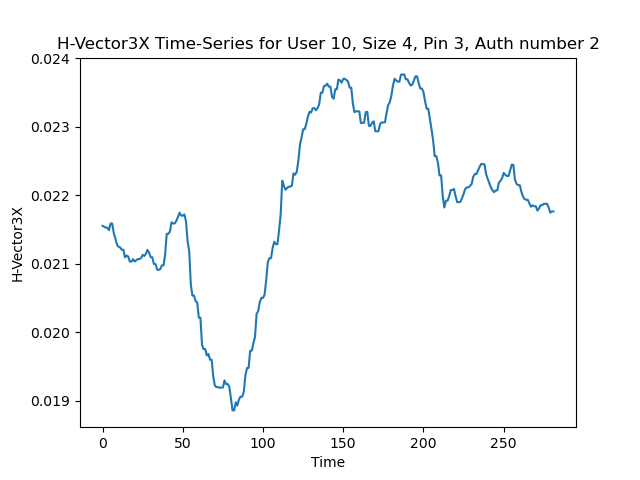 H-Vector3X Time-Series for User 10, Size 4, Pin 3, Auth number 2
0.024
0.023
0.022
0.021
0.020
0.019
H-Vector3X
0 50 100 150 200 250
Time